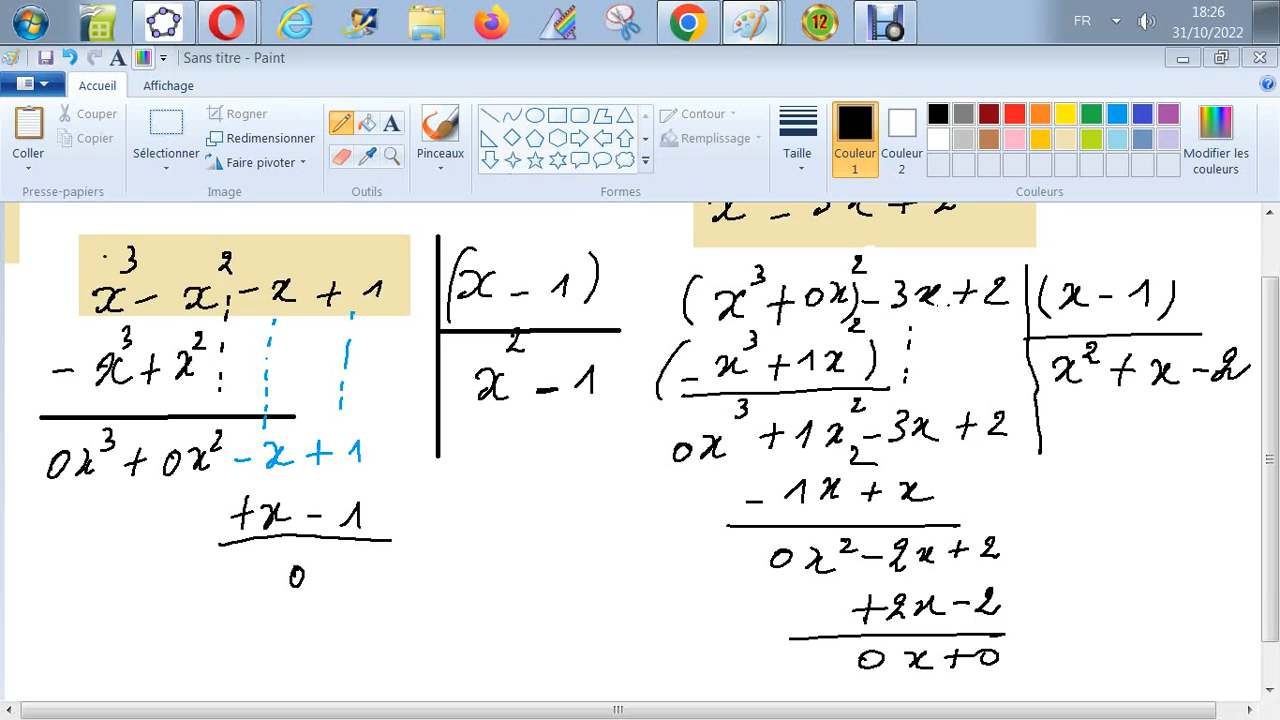 FR
18:26
31/10/2022
12
Sans titre - Paint
Accueil
Affichage
Coller
Couper
Copier
Presse-papiers
Sélectionner
Rogner
Redimensionner
Faire pivoter
Image
A
Outils
Pinceaux
Contour
Remplissage
Formes
Taille
Couleur 1
Couleur 2
Modifier les couleurs
Couleurs
x³ - x² - x + 1
(x - 1)
- x³ + x²
x² - 1
0x³ + 0x² - x + 1
+x - 1
0
x - 3x + 2
(x³ + 0x²) - 3x + 2
(x - 1)
(- x³ + 1x²)
x² + x - 2
0x³ + 1x² - 3x + 2
- 1x² + x
0x² - 2x + 2
+2x - 2
0x + 0